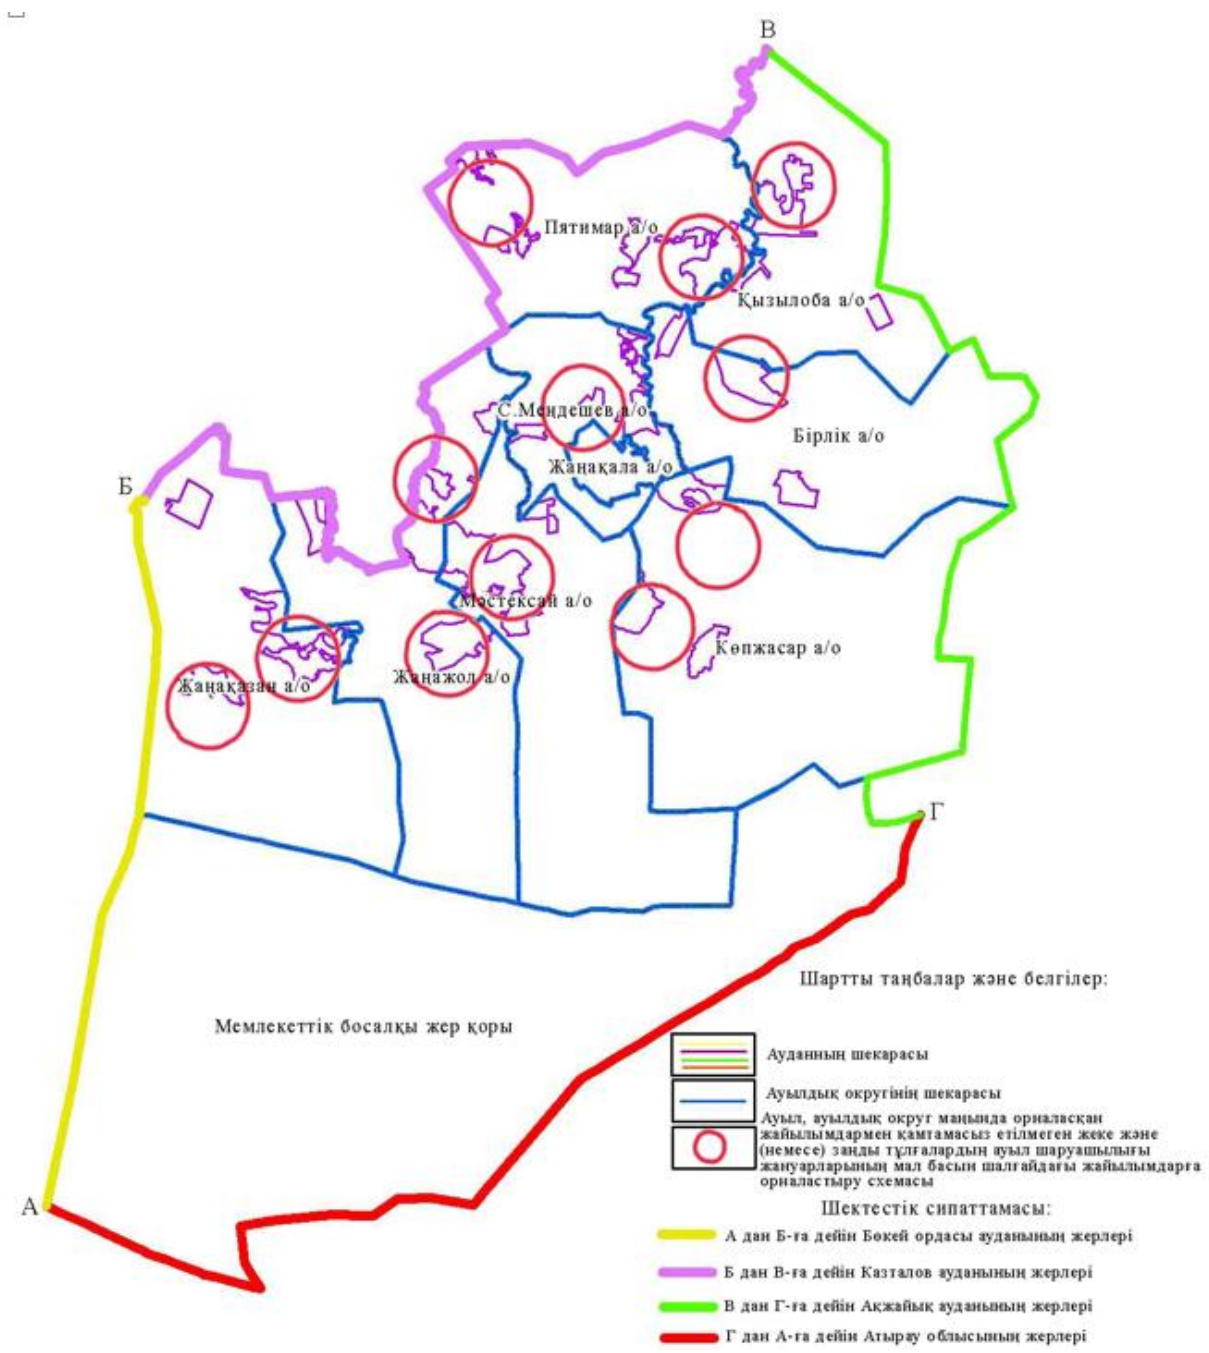 В
Пятимар а/о
Қызылоба а/о
С.Меңдешев а/о
Бірлік а/о
Жаңақала а/о
Б
Мәстексай а/о
Көпжасар а/о
Жаңақазан а/о
Жаңажол а/о
Г
Шартты таңбалар және белгілер:
Мемлекеттік босалқы жер қоры
Ауданның шекарасы
Ауылдық округінің шекарасы
Ауыл, ауылдық округ маңында орналасқан
жайылымдармен қамтамасыз етілмеген жеке және
(немесе) заңды тұлғалардың ауыл шаруашылығы
жануарларының мал басын шалғайдағы жайылымдарға
орналастыру схемасы
А
Шектестік сипаттамасы:
А дан Б-ға дейін Бөкей ордасы ауданының жерлері
Б дан В-ға дейін Казталов ауданының жерлері
В дан Г-ға дейін Ақжайық ауданының жерлері
Г дан А-ға дейін Атырау облысының жерлері